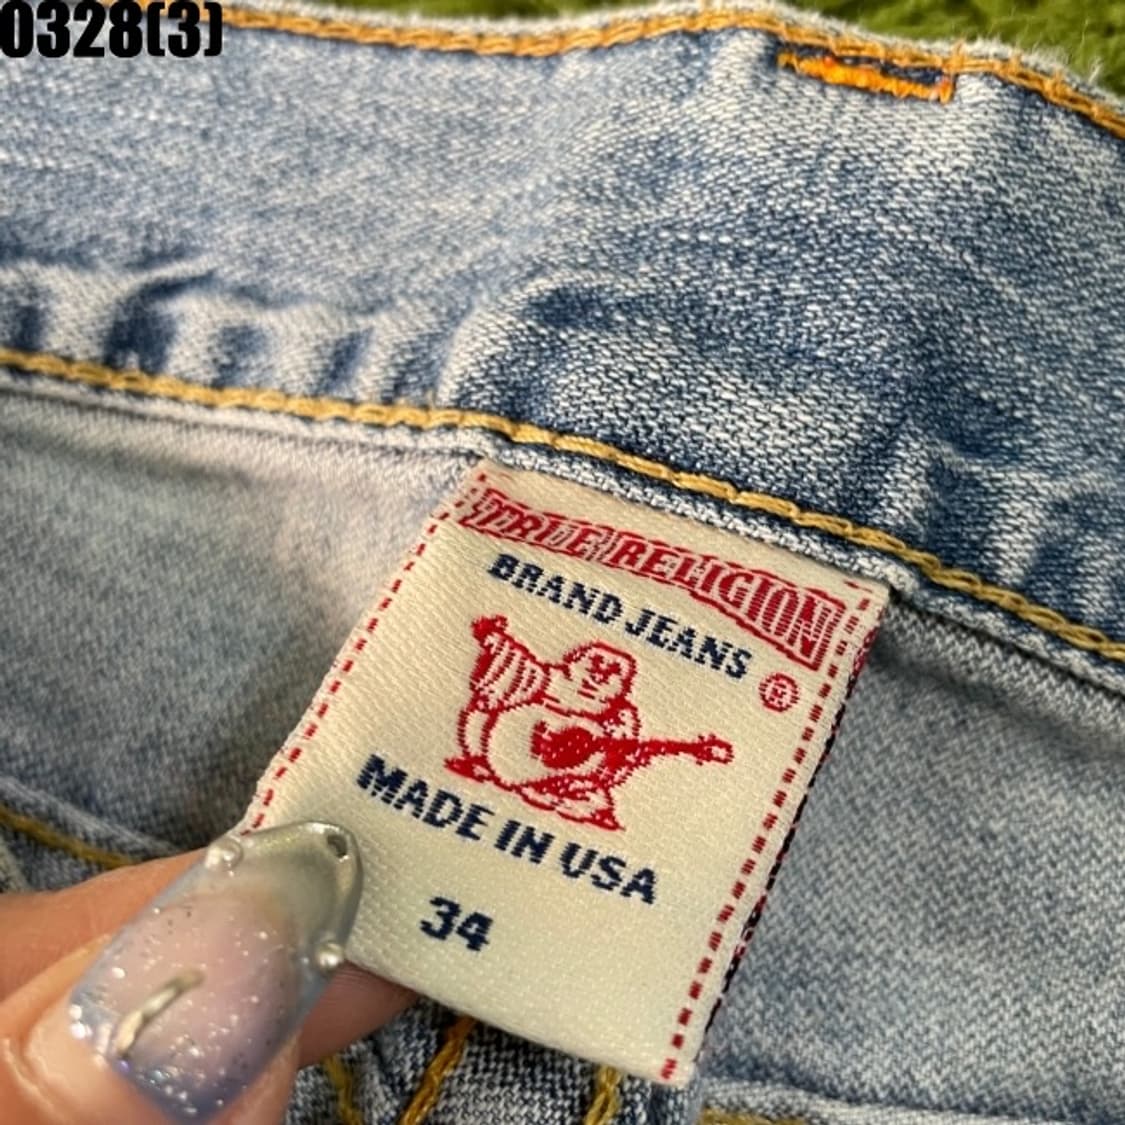 0328(3)
TRUE RELIGION
BRAND JEANS
®
MADE IN USA
34